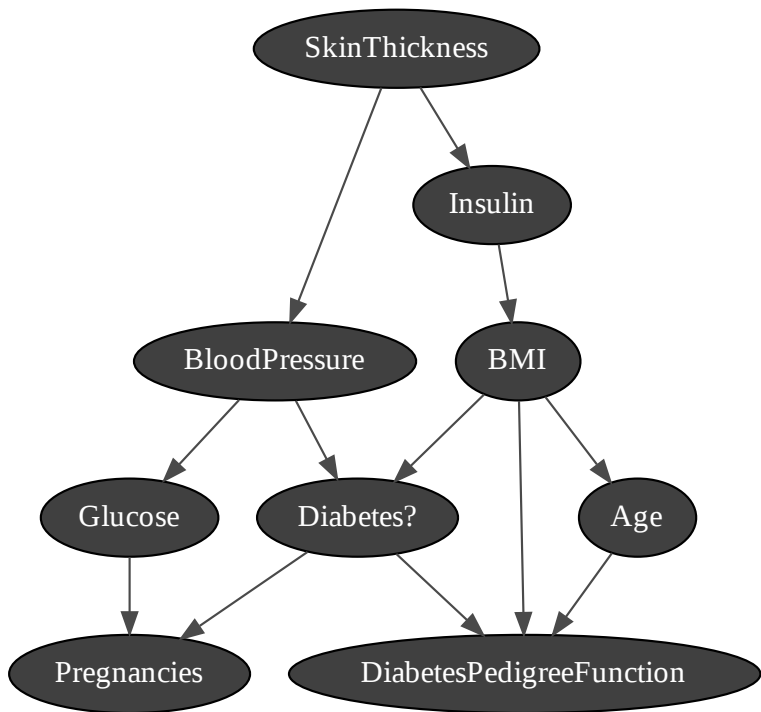 SkinThickness
Insulin
BloodPressure
BMI
Glucose
Diabetes?
Age
Pregnancies
DiabetesPedigreeFunction